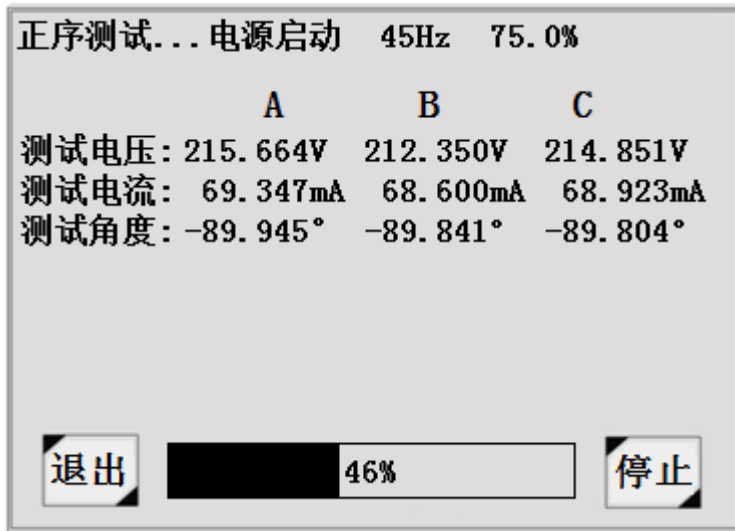 正序测试...电源启动 45Hz 75.0%
A B C
测试电压: 215.664V 212.350V 214.851V
测试电流: 69.347mA 68.600mA 68.923mA
测试角度: -89.945° -89.841° -89.804°
退出 46% 停止